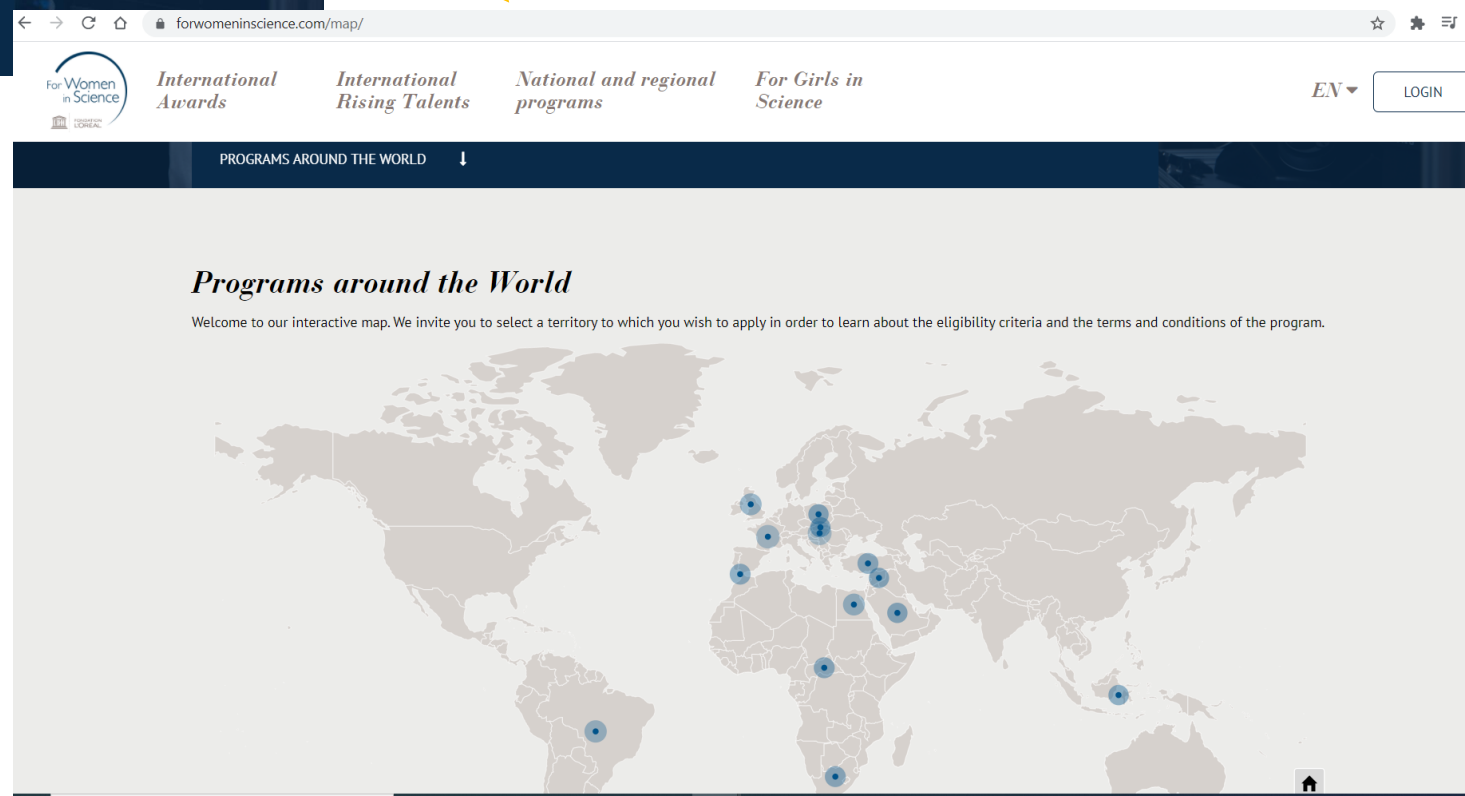 forwomeninscience.com/map/
For Women
in Science
FONDATION
L'ORÉAL
International
Awards
International
Rising Talents
National and regional
programs
For Girls in
Science
EN
LOGIN
PROGRAMS AROUND THE WORLD
Programs around the World
Welcome to our interactive map. We invite you to select a territory to which you wish to apply in order to learn about the eligibility criteria and the terms and conditions of the program.